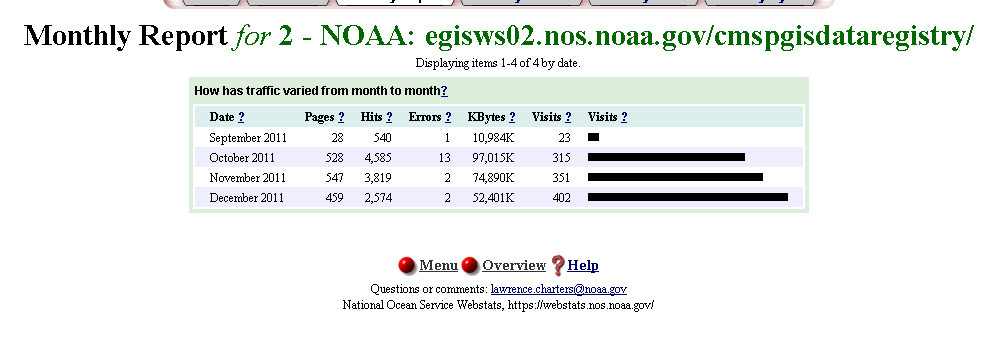 Monthly Report for 2 - NOAA: egisws02.nos.noaa.gov/cmspgisdataregistry/
Displaying items 1-4 of 4 by date.
How has traffic varied from month to month?
Date ? Pages ? Hits ? Errors ? KBytes ? Visits ? Visits ?
September 2011 28 540 1 10,984K 23
October 2011 528 4,585 13 97,015K 315
November 2011 547 3,819 2 74,890K 351
December 2011 459 2,574 2 52,401K 402
Menu Overview Help
Questions or comments: lawrence.charters@noaa.gov
National Ocean Service Webstats, https://webstats.nos.noaa.gov/